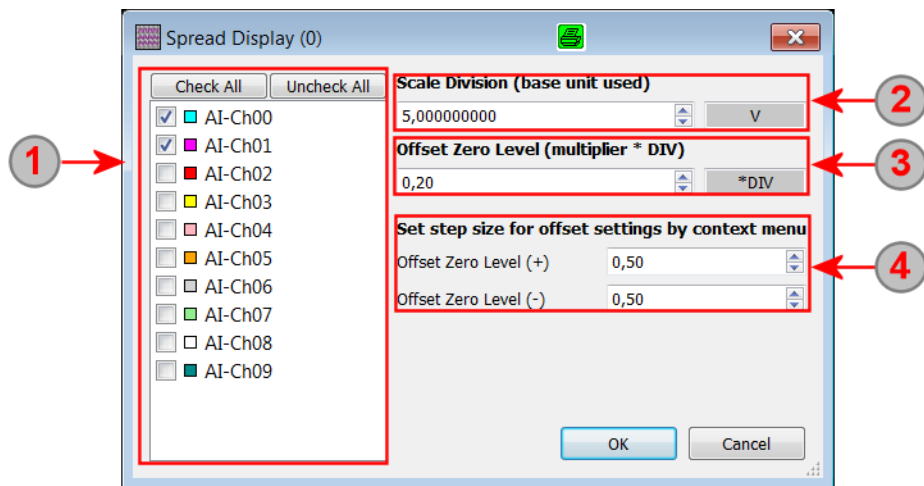 Spread Display (0)
Check All Uncheck All
AI-Ch00
AI-Ch01
AI-Ch02
AI-Ch03
AI-Ch04
AI-Ch05
AI-Ch06
AI-Ch07
AI-Ch08
AI-Ch09
Scale Division (base unit used)
5,000000000 V
Offset Zero Level (multiplier * DIV)
0,20 *DIV
Set step size for offset settings by context menu
Offset Zero Level (+) 0,50
Offset Zero Level (-) 0,50
OK Cancel
1
2
3
4